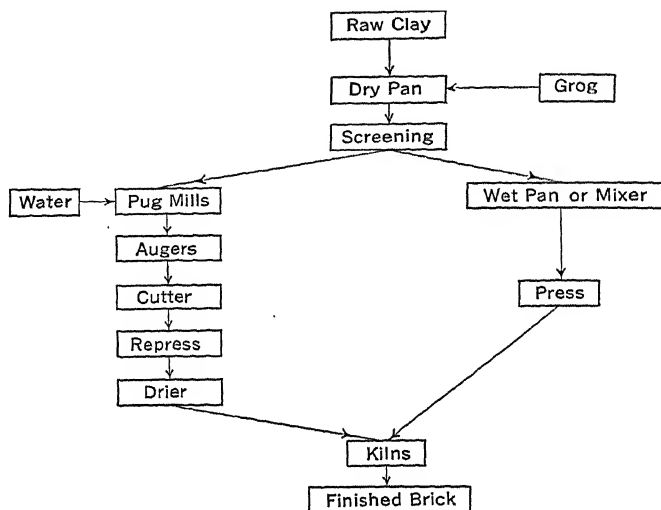 Raw Clay
Dry Pan
Grog
Screening
Water
Pug Mills
Wet Pan or Mixer
Augers
Cutter
Press
Repress
Drier
Kilns
Finished Brick